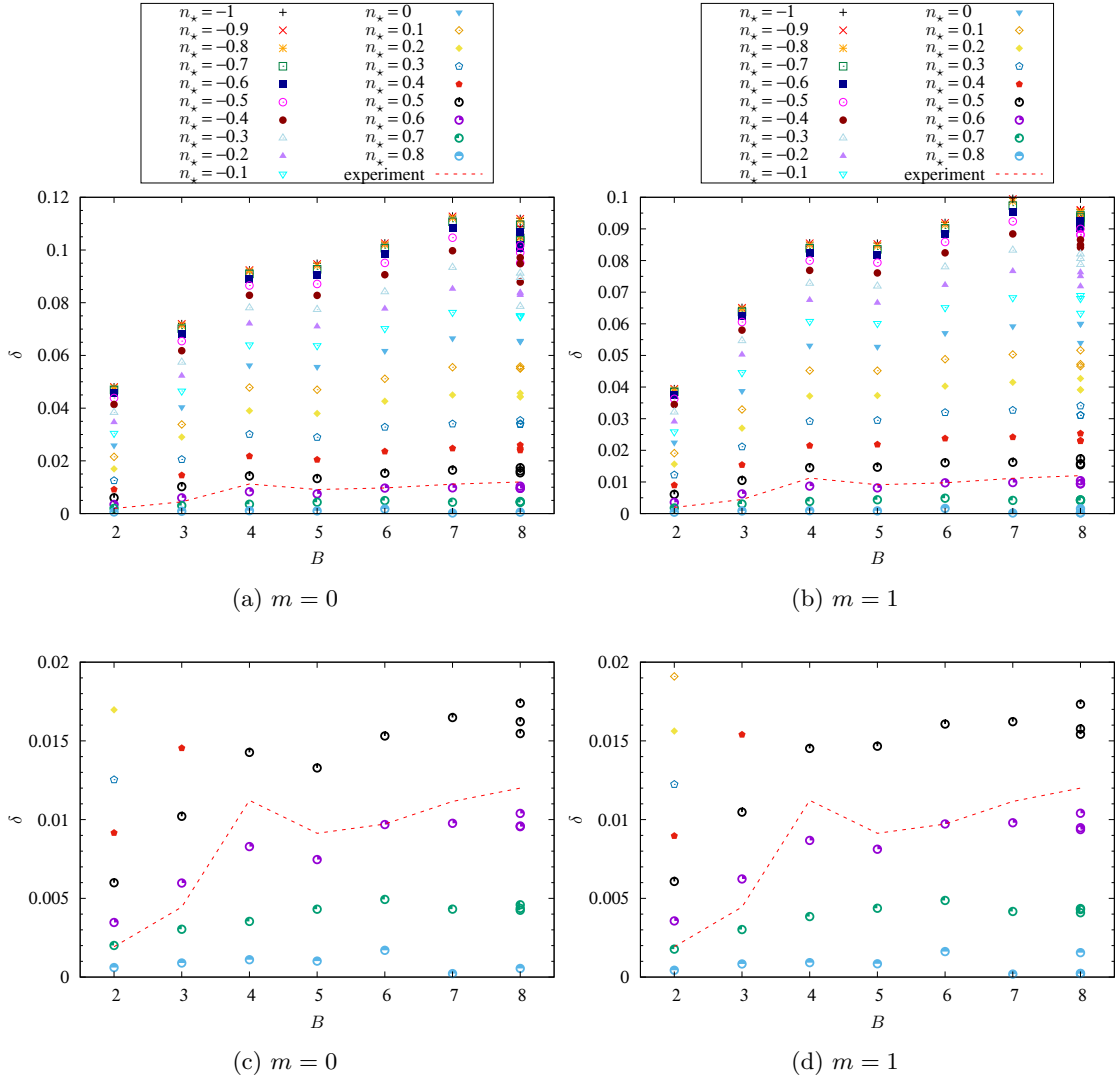 n⋆ = −1 n⋆ = 0
n⋆ = −0.9 n⋆ = 0.1
n⋆ = −0.8 n⋆ = 0.2
n⋆ = −0.7 n⋆ = 0.3
n⋆ = −0.6 n⋆ = 0.4
n⋆ = −0.5 n⋆ = 0.5
n⋆ = −0.4 n⋆ = 0.6
n⋆ = −0.3 n⋆ = 0.7
n⋆ = −0.2 n⋆ = 0.8
n⋆ = −0.1 experiment
0.12
0.1
0.08
0.06
0.04
0.02
0
δ
2 3 4 5 6 7 8
B
(a) m = 0
n⋆ = −1 n⋆ = 0
n⋆ = −0.9 n⋆ = 0.1
n⋆ = −0.8 n⋆ = 0.2
n⋆ = −0.7 n⋆ = 0.3
n⋆ = −0.6 n⋆ = 0.4
n⋆ = −0.5 n⋆ = 0.5
n⋆ = −0.4 n⋆ = 0.6
n⋆ = −0.3 n⋆ = 0.7
n⋆ = −0.2 n⋆ = 0.8
n⋆ = −0.1 experiment
0.1
0.09
0.08
0.07
0.06
0.05
0.04
0.03
0.02
0.01
0
δ
2 3 4 5 6 7 8
B
(b) m = 1
0.02
0.015
0.01
0.005
0
δ
2 3 4 5 6 7 8
B
(c) m = 0
0.02
0.015
0.01
0.005
0
δ
2 3 4 5 6 7 8
B
(d) m = 1